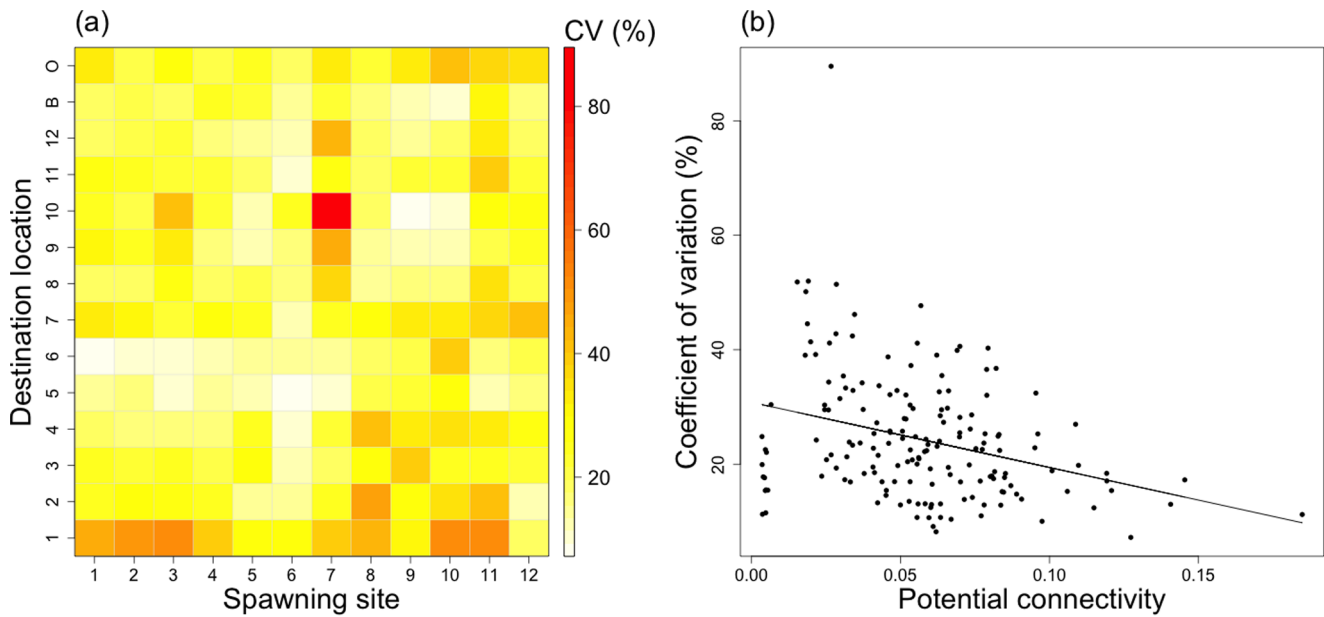 (a)
CV (%)
80
60
40
20
Destination location
O
B
12
11
10
9
8
7
6
5
4
3
2
1
1 2 3 4 5 6 7 8 9 10 11 12
Spawning site
(b)
Coefficient of variation (%)
80
60
40
20
0.00 0.05 0.10 0.15
Potential connectivity